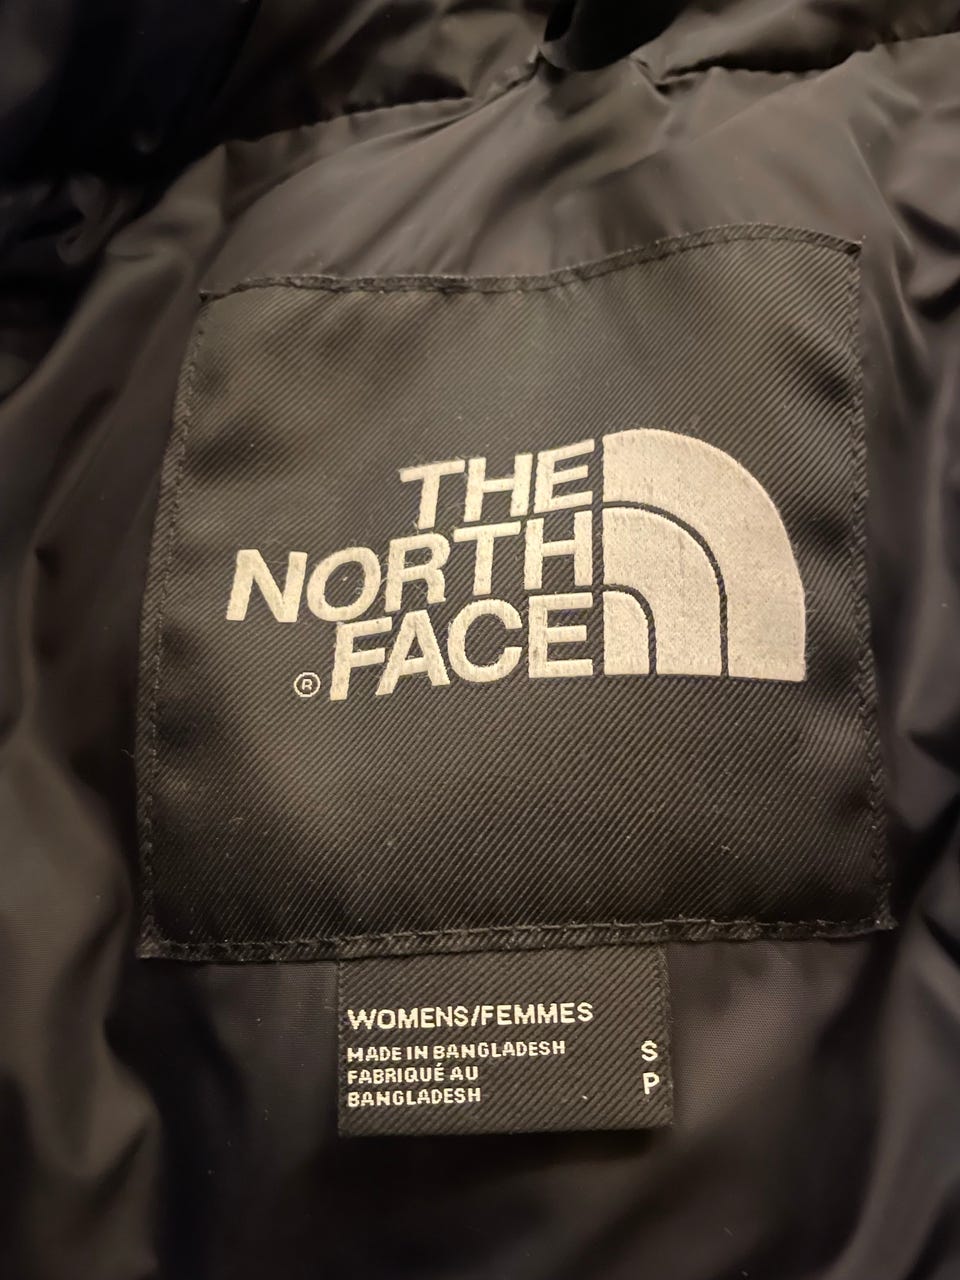 THE
NORTH
FACE
®
WOMENS/FEMMES
MADE IN BANGLADESH
FABRIQUÉ AU
BANGLADESH
S
P